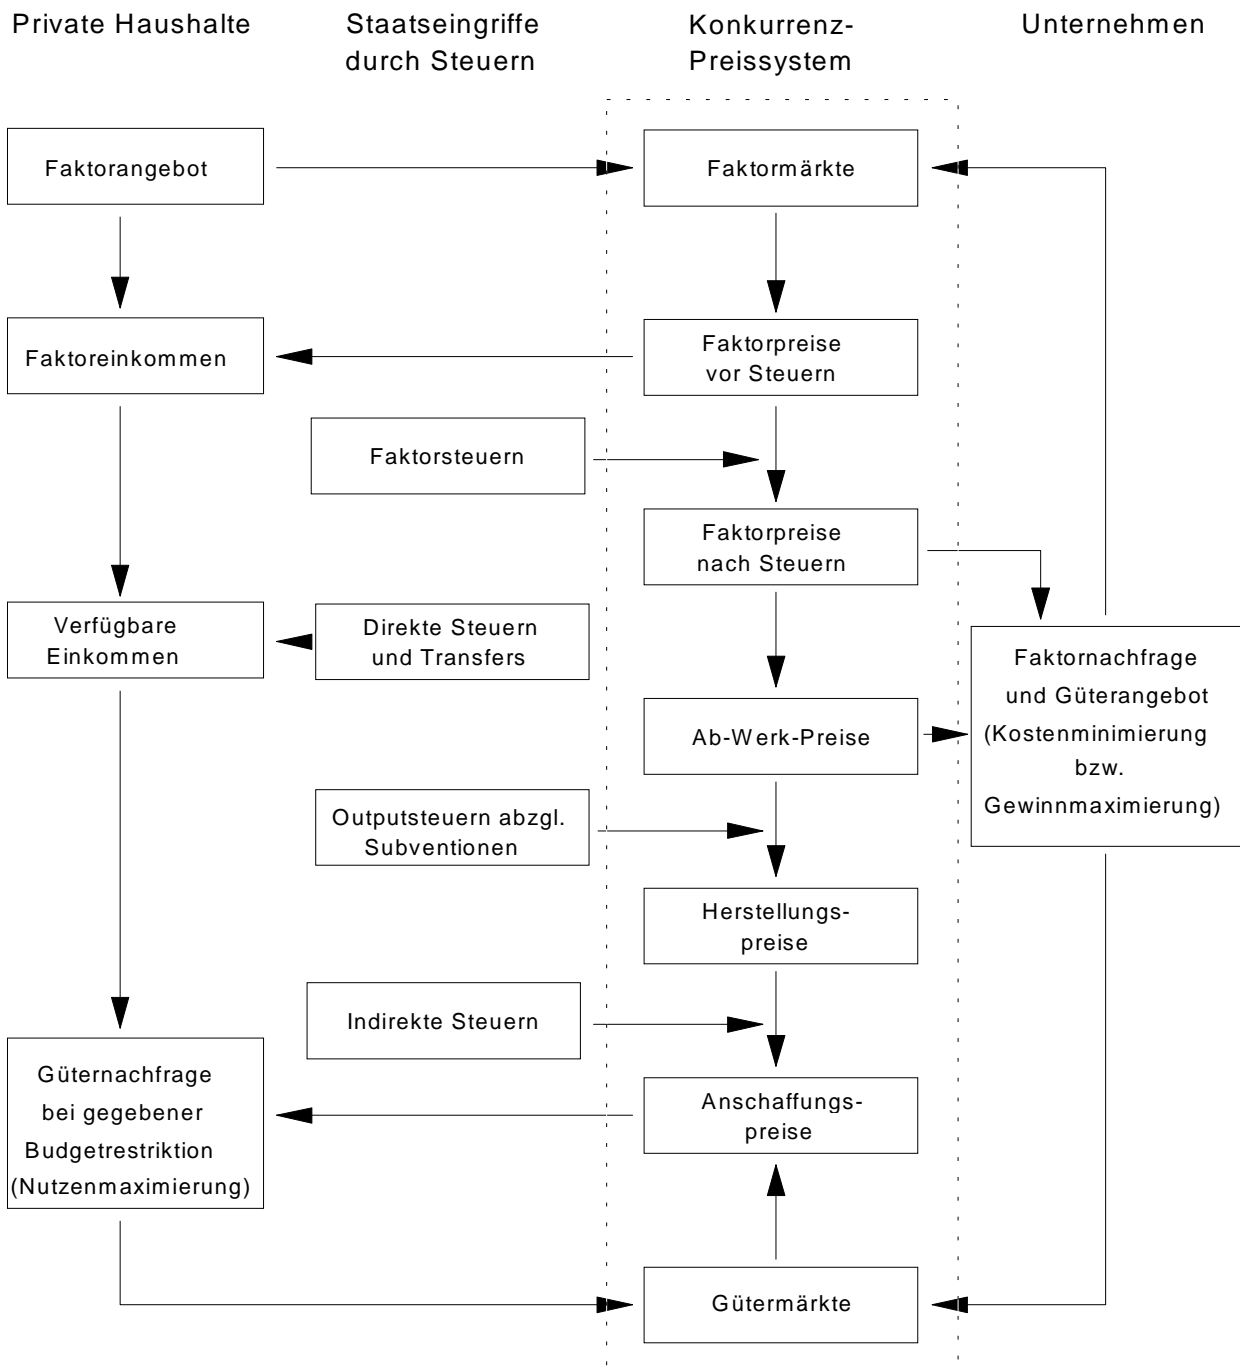 Private Haushalte
Staatseingriffe
durch Steuern
Konkurrenz-
Preissystem
Unternehmen
Faktorangebot
Faktormärkte
Faktoreinkommen
Faktorpreise
vor Steuern
Faktorsteuern
Faktorpreise
nach Steuern
Verfügbare
Einkommen
Direkte Steuern
und Transfers
Faktornachfrage
und Güterangebot
(Kostenminimierung
bzw.
Gewinnmaximierung)
Ab-Werk-Preise
Outputsteuern abzgl.
Subventionen
Herstellungs-
preise
Indirekte Steuern
Güternachfrage
bei gegebener
Budgetrestriktion
(Nutzenmaximierung)
Anschaffungs-
preise
Gütermärkte